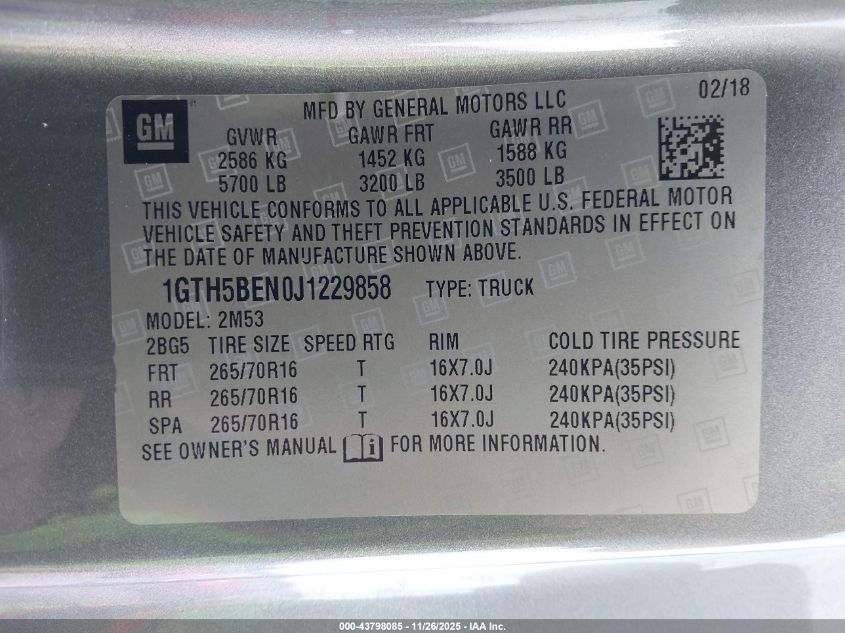 GM
MFD BY GENERAL MOTORS LLC 02/18
GVWR GAWR FRT GAWR RR
2586 KG 1452 KG 1588 KG
5700 LB 3200 LB 3500 LB
THIS VEHICLE CONFORMS TO ALL APPLICABLE U.S. FEDERAL MOTOR
VEHICLE SAFETY AND THEFT PREVENTION STANDARDS IN EFFECT ON
THE DATE OF MANUFACTURE SHOWN ABOVE.
1GTH5BEN0J1229858 TYPE: TRUCK
MODEL: 2M53
2BG5 TIRE SIZE SPEED RTG RIM COLD TIRE PRESSURE
FRT 265/70R16 T 16X7.0J 240KPA(35PSI)
RR 265/70R16 T 16X7.0J 240KPA(35PSI)
SPA 265/70R16 T 16X7.0J 240KPA(35PSI)
SEE OWNER'S MANUAL i FOR MORE INFORMATION.
000-43798085 - 11/26/2025 - IAA Inc.